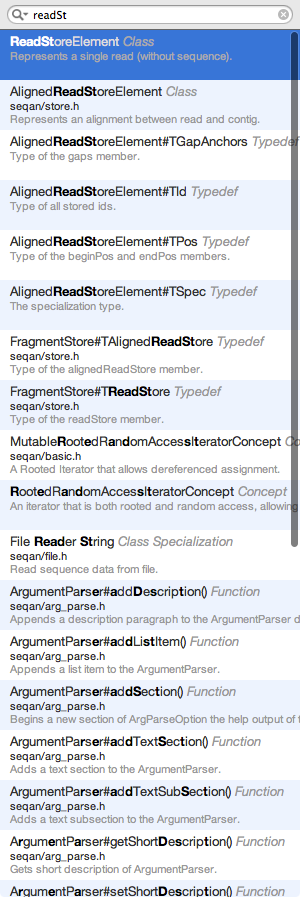 readSt
ReadStoreElement Class
Represents a single read (without sequence).
AlignedReadStoreElement Class
seqan/store.h
Represents an alignment between read and contig.
AlignedReadStoreElement#TGapAnchors Typedef
Type of the gaps member.
AlignedReadStoreElement#TId Typedef
Type of all stored ids.
AlignedReadStoreElement#TPos Typedef
Type of the beginPos and endPos members.
AlignedReadStoreElement#TSpec Typedef
The specialization type.
FragmentStore#TAlignedReadStore Typedef
seqan/store.h
Type of the alignedReadStore member.
FragmentStore#TReadStore Typedef
seqan/store.h
Type of the readStore member.
MutableRootedRandomAccessIteratorConcept Co
seqan/basic.h
A Rooted Iterator that allows dereferenced assignment.
RootedRandomAccessIteratorConcept Concept
An iterator that is both rooted and random access, allowing
File Reader String Class Specialization
seqan/file.h
Read sequence data from file.
ArgumentParser#addDescription() Function
seqan/arg_parse.h
Appends a description paragraph to the ArgumentParser d
ArgumentParser#addListItem() Function
seqan/arg_parse.h
Appends a list item to the ArgumentParser.
ArgumentParser#addSection() Function
seqan/arg_parse.h
Begins a new section of ArgParseOption the help output of t
ArgumentParser#addTextSection() Function
seqan/arg_parse.h
Adds a text section to the ArgumentParser.
ArgumentParser#addTextSubSection() Function
seqan/arg_parse.h
Adds a text subsection to the ArgumentParser.
ArgumentParser#getShortDescription() Function
seqan/arg_parse.h
Gets short description of ArgumentParser.
ArgumentParser#setShortDescription() Function